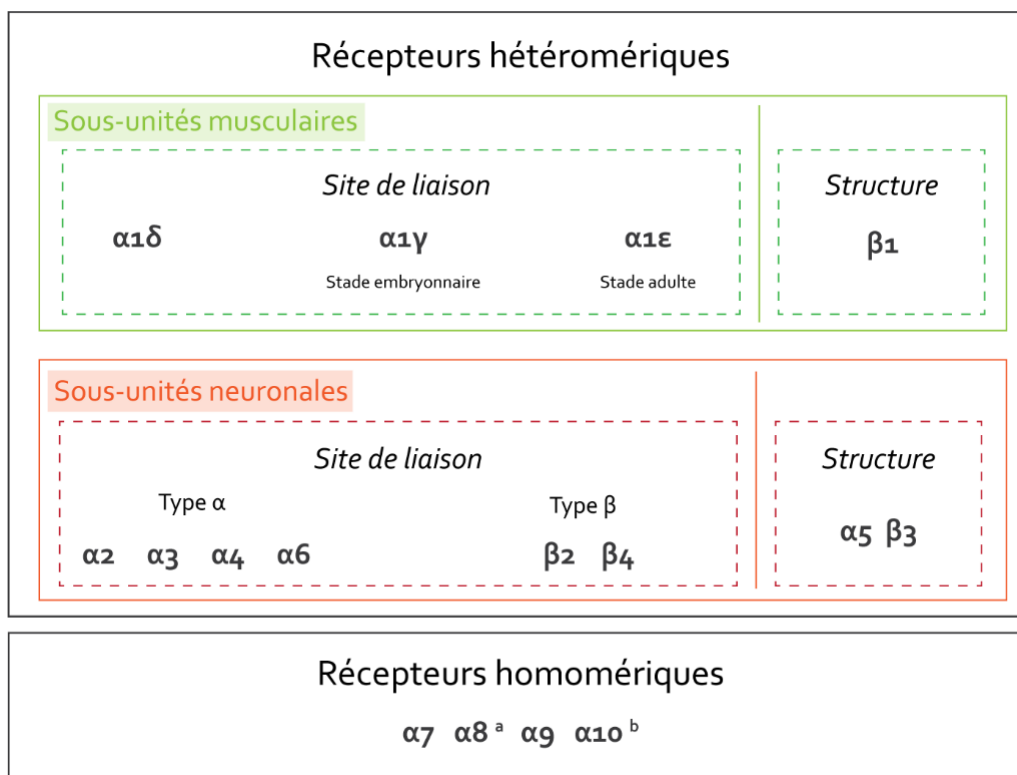 Récepteurs hétéromériques
Sous-unités musculaires
Site de liaison
α1δ α1γ α1ε
Stade embryonnaire Stade adulte
Structure
β1
Sous-unités neuronales
Site de liaison
Type α Type β
α2 α3 α4 α6 β2 β4
Structure
α5 β3
Récepteurs homomériques
α7 α8 a α9 α10 b